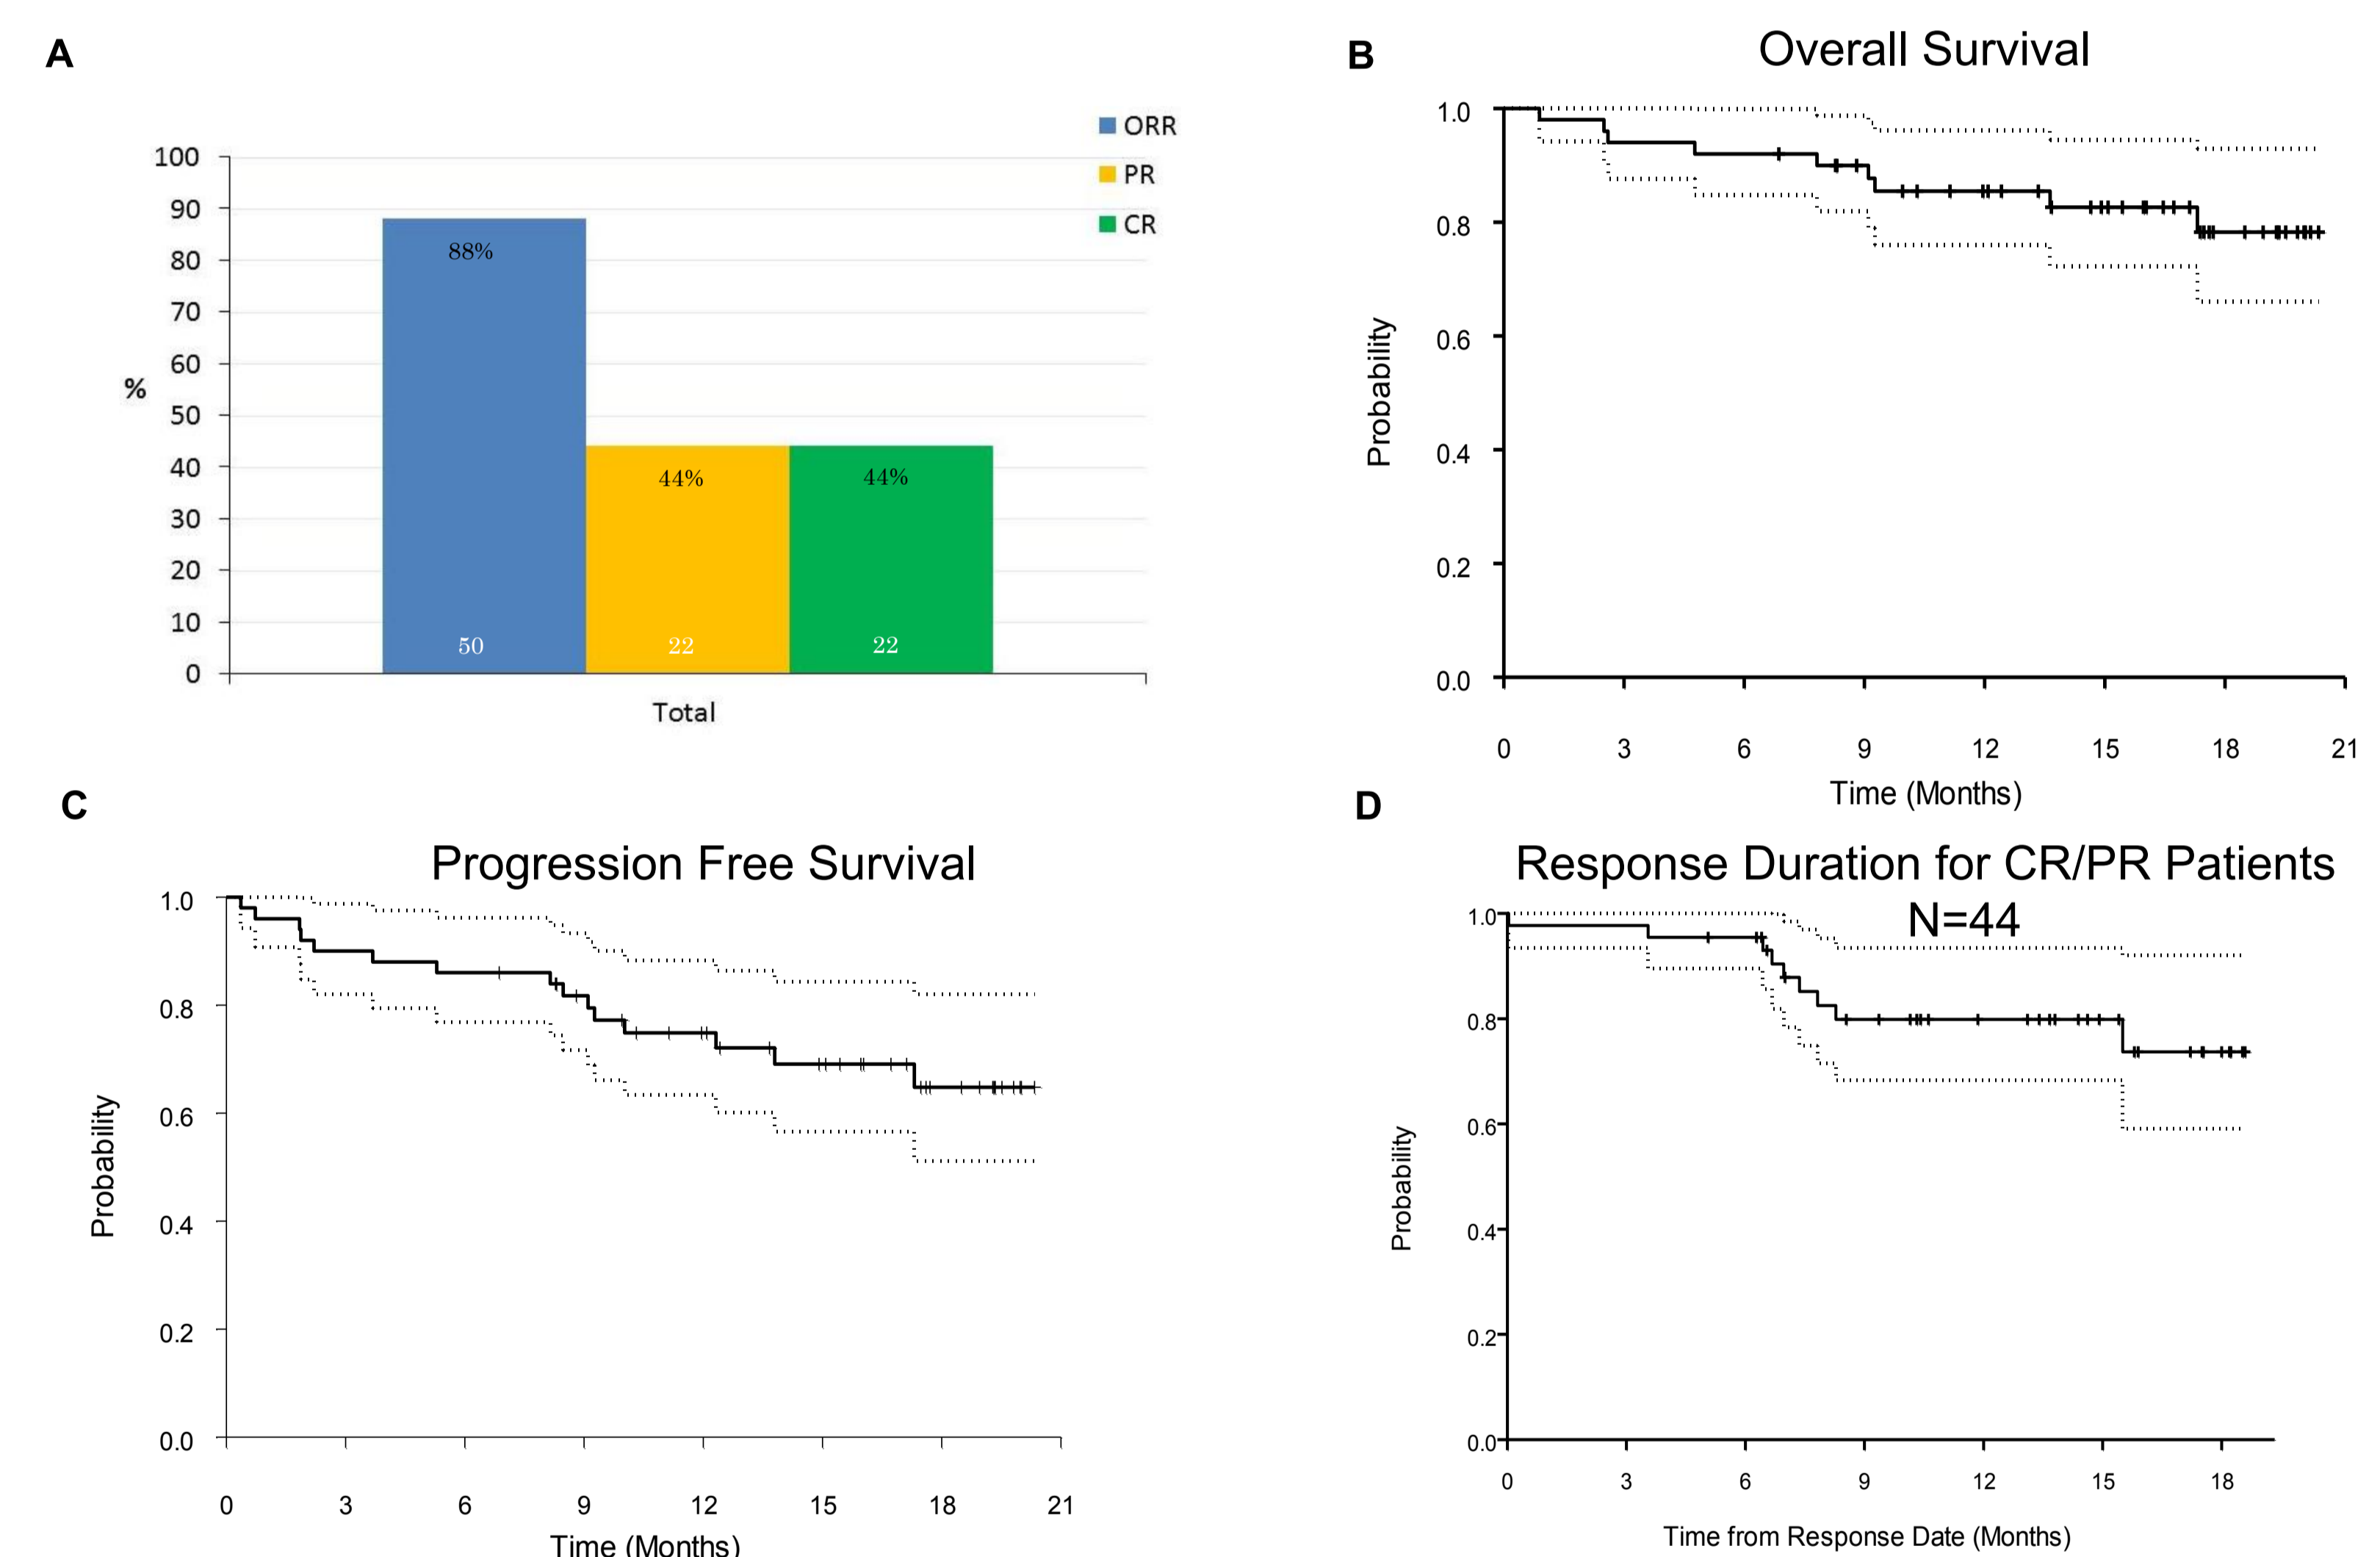 A
ORR
PR
CR
100
90
80
70
60
50
40
30
20
10
0
%
88%
44%
44%
50
22
22
Total
B
Overall Survival
1.0
0.8
0.6
0.4
0.2
0.0
Probability
0 3 6 9 12 15 18 21
Time (Months)
C
Progression Free Survival
1.0
0.8
0.6
0.4
0.2
0.0
Probability
0 3 6 9 12 15 18 21
Time (Months)
D
Response Duration for CR/PR Patients
N=44
1.0
0.8
0.6
0.4
0.2
0.0
Probability
0 3 6 9 12 15 18
Time from Response Date (Months)